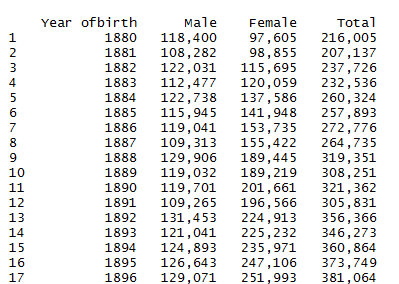 Year ofbirth Male Female Total
1 1880 118,400 97,605 216,005
2 1881 108,282 98,855 207,137
3 1882 122,031 115,695 237,726
4 1883 112,477 120,059 232,536
5 1884 122,738 137,586 260,324
6 1885 115,945 141,948 257,893
7 1886 119,041 153,735 272,776
8 1887 109,313 155,422 264,735
9 1888 129,906 189,445 319,351
10 1889 119,032 189,219 308,251
11 1890 119,701 201,661 321,362
12 1891 109,265 196,566 305,831
13 1892 131,453 224,913 356,366
14 1893 121,041 225,232 346,273
15 1894 124,893 235,971 360,864
16 1895 126,643 247,106 373,749
17 1896 129,071 251,993 381,064